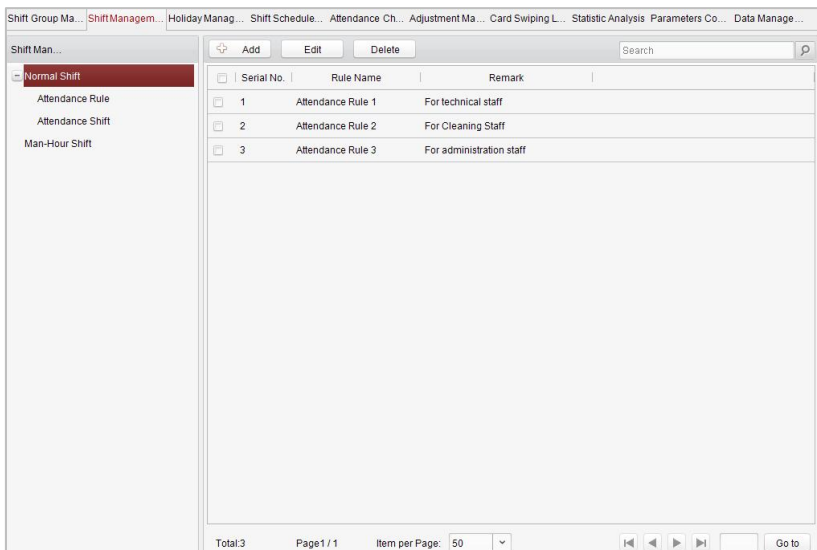 Shift Group Ma... Shift Managem... Holiday Manag... Shift Schedule... Attendance Ch... Adjustment Ma... Card Swiping L... Statistic Analysis Parameters Co... Data Manage...
Shift Man...
Add Edit Delete Search
Normal Shift
Attendance Rule
Attendance Shift
Man-Hour Shift
Serial No. Rule Name Remark
1 Attendance Rule 1 For technical staff
2 Attendance Rule 2 For Cleaning Staff
3 Attendance Rule 3 For administration staff
Total:3 Page1 / 1 Item per Page: 50 Go to